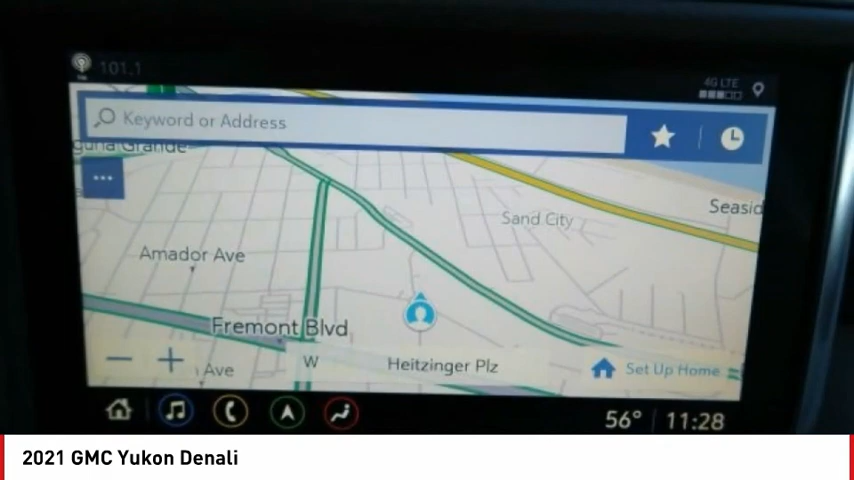 101.1
4G LTE
Keyword or Address
guna Grande
...
Seasid
Sand City
Amador Ave
Fremont Blvd
W
Heitzinger Plz
Set Up Home
Ave
56° 11:28
2021 GMC Yukon Denali